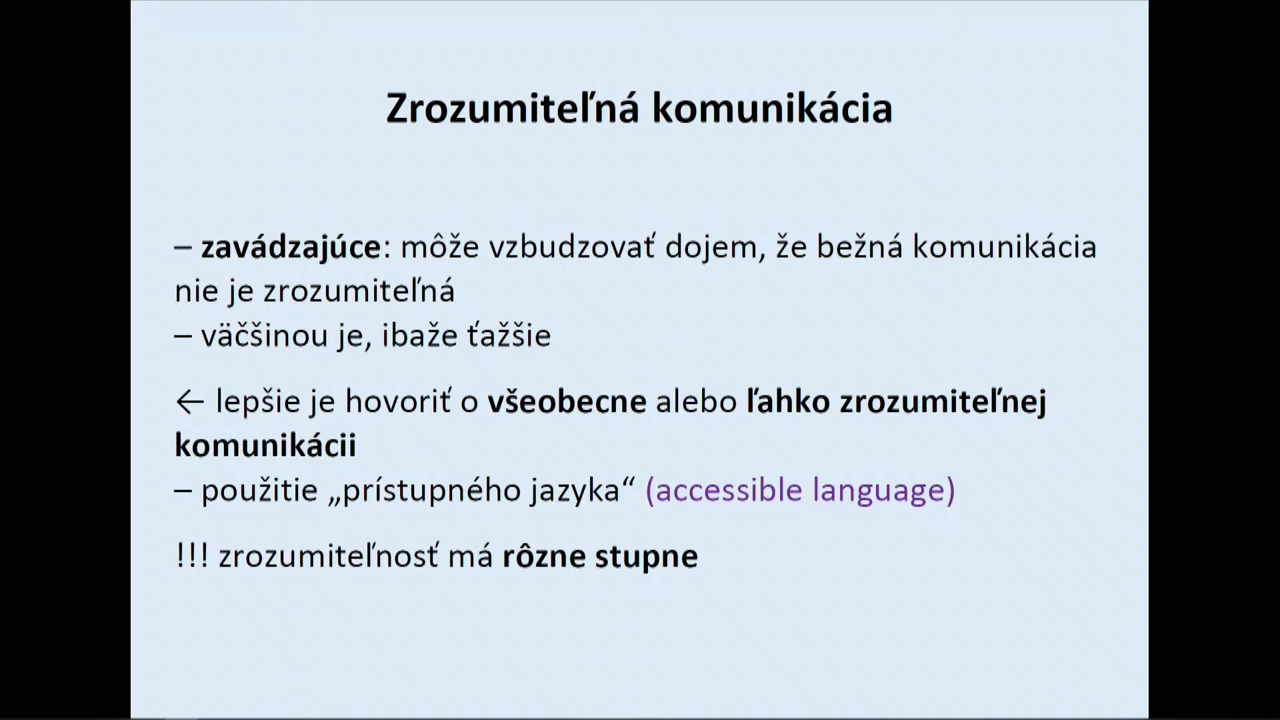 Zrozumiteľná komunikácia
– zavádzajúce: môže vzbudzovať dojem, že bežná komunikácia
nie je zrozumiteľná
– väčšinou je, ibaže ťažšie
← lepšie je hovoriť o všeobecne alebo ľahko zrozumiteľnej
komunikácii
– použitie „prístupného jazyka“ (accessible language)
!!! zrozumiteľnosť má rôzne stupne